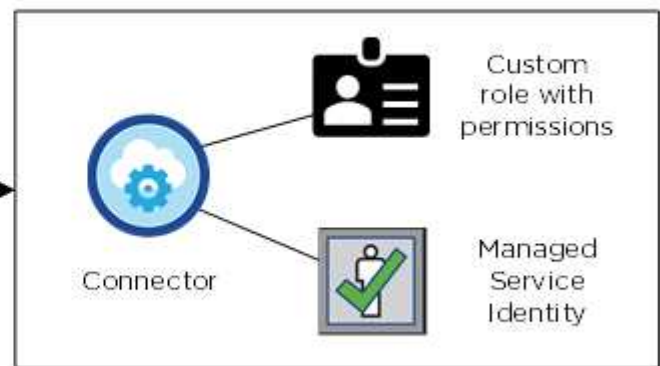 Custom
role with
permissions
Connector
Managed
Service
Identity